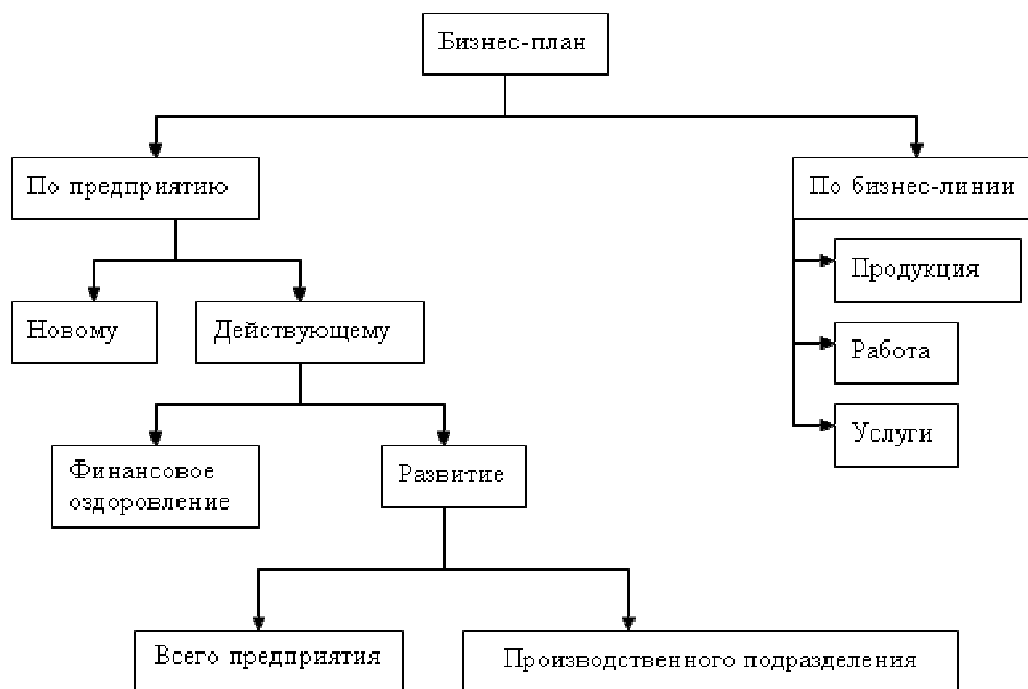 Бизнес-план
По предприятию
По бизнес-линии
Продукция
Новому
Действующему
Работа
Услуги
Финансовое
оздоровление
Развитие
Всего предприятия
Производственного подразделения